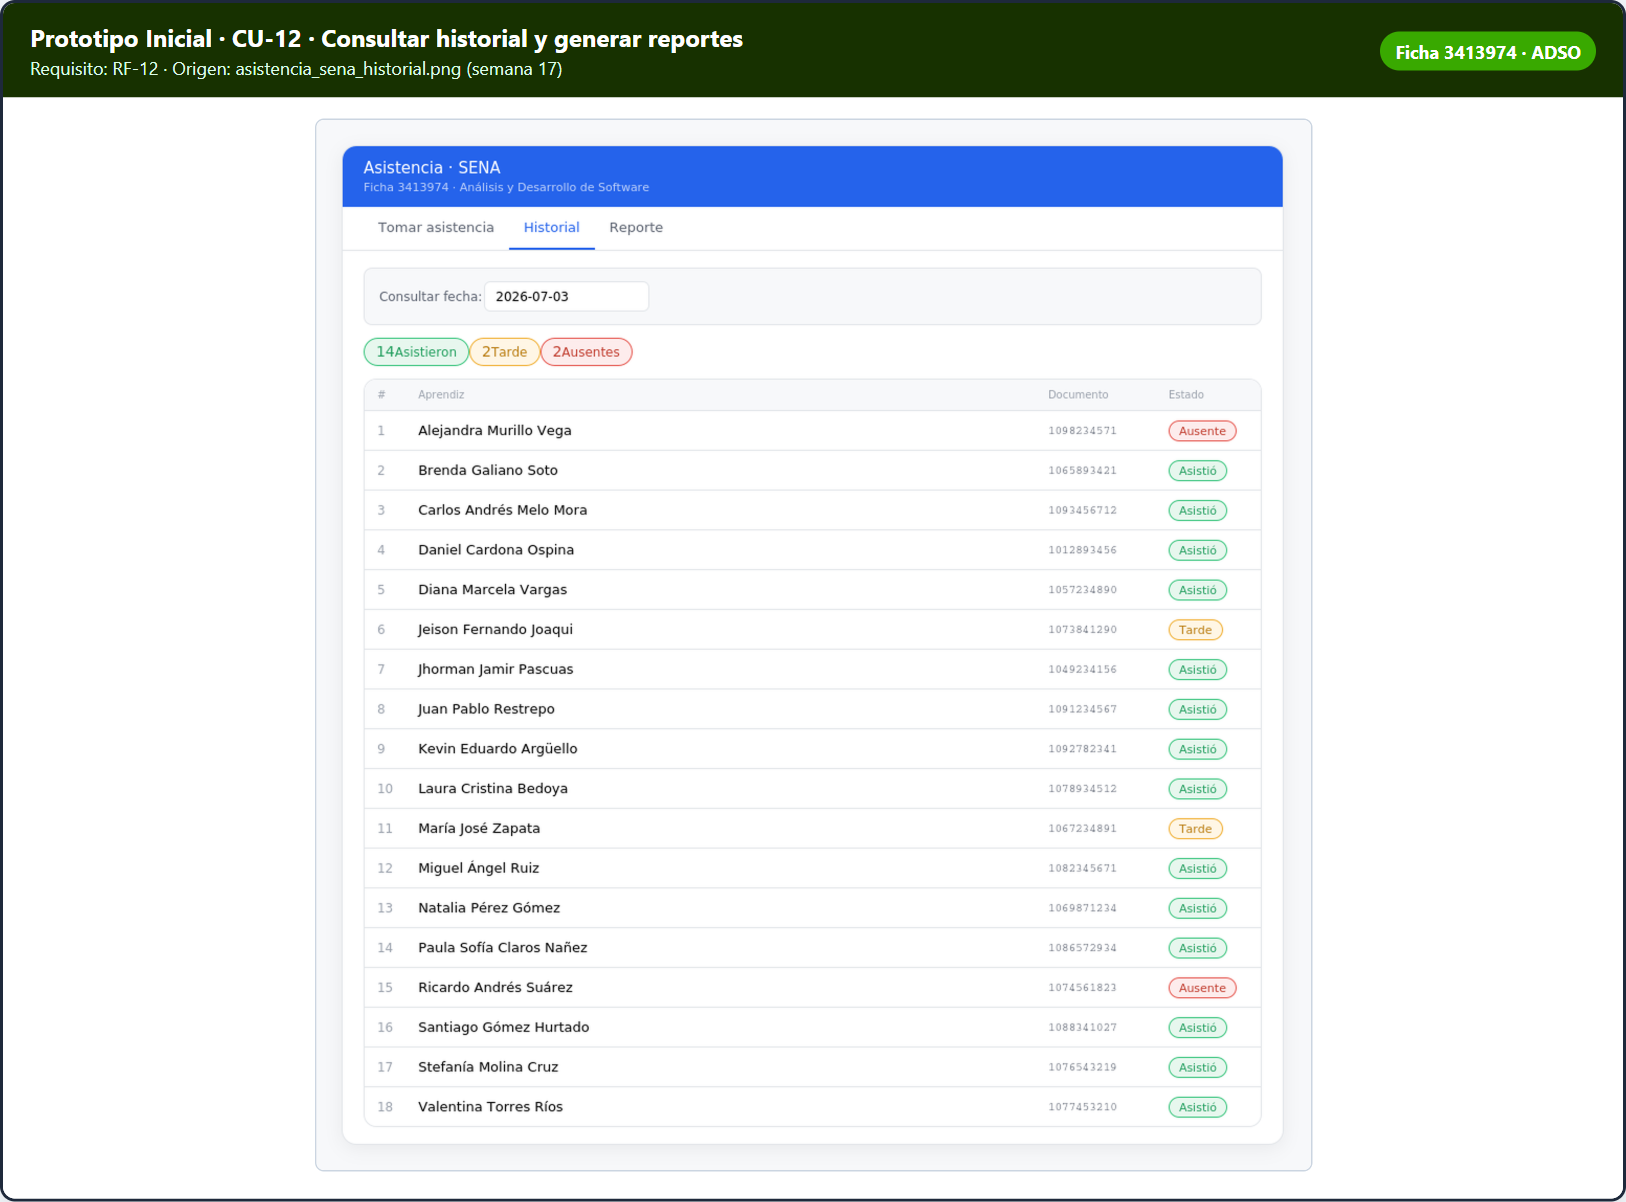 Prototipo Inicial · CU-12 · Consultar historial y generar reportes
Requisito: RF-12 · Origen: asistencia_sena_historial.png (semana 17)
Ficha 3413974 · ADSO
Asistencia · SENA
Ficha 3413974 · Análisis y Desarrollo de Software
Tomar asistencia Historial Reporte
Consultar fecha: 2026-07-03
14Asistieron 2Tarde 2Ausentes
# Aprendiz Documento Estado
1 Alejandra Murillo Vega 1098234571 Ausente
2 Brenda Galiano Soto 1065893421 Asistió
3 Carlos Andrés Melo Mora 1093456712 Asistió
4 Daniel Cardona Ospina 1012893456 Asistió
5 Diana Marcela Vargas 1057234890 Asistió
6 Jeison Fernando Joaqui 1073841290 Tarde
7 Jhorman Jamir Pascuas 1049234156 Asistió
8 Juan Pablo Restrepo 1091234567 Asistió
9 Kevin Eduardo Argüello 1092782341 Asistió
10 Laura Cristina Bedoya 1078934512 Asistió
11 María José Zapata 1067234891 Tarde
12 Miguel Ángel Ruiz 1082345671 Asistió
13 Natalia Pérez Gómez 1069871234 Asistió
14 Paula Sofía Claros Nañez 1086572934 Asistió
15 Ricardo Andrés Suárez 1074561823 Ausente
16 Santiago Gómez Hurtado 1088341027 Asistió
17 Stefanía Molina Cruz 1076543219 Asistió
18 Valentina Torres Ríos 1077453210 Asistió